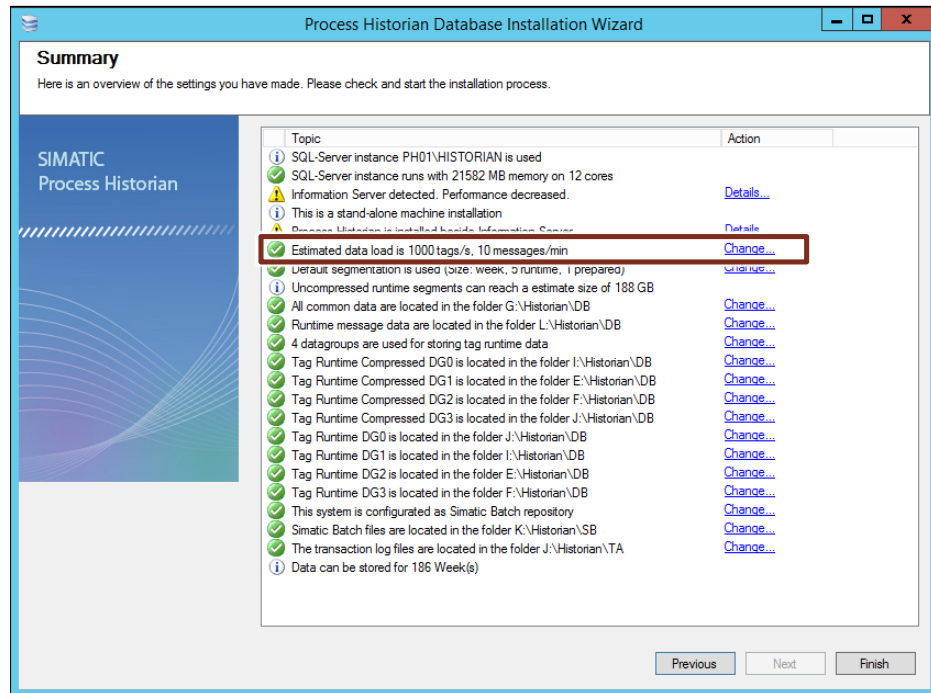 Process Historian Database Installation Wizard
Summary
Here is an overview of the settings you have made. Please check and start the installation process.
SIMATIC
Process Historian
Topic Action
SQL-Server instance PH01\HISTORIAN is used
SQL-Server instance runs with 21582 MB memory on 12 cores
Information Server detected. Performance decreased. Details...
This is a stand-alone machine installation
Process Historian is installed beside Information Server Details...
Estimated data load is 1000 tags/s, 10 messages/min Change...
Default segmentation is used (Size: week, 5 runtime, 1 prepared) Change...
Uncompressed runtime segments can reach a estimate size of 188 GB
All common data are located in the folder G:\Historian\DB Change...
Runtime message data are located in the folder L:\Historian\DB Change...
4 datagroups are used for storing tag runtime data Change...
Tag Runtime Compressed DG0 is located in the folder I:\Historian\DB Change...
Tag Runtime Compressed DG1 is located in the folder E:\Historian\DB Change...
Tag Runtime Compressed DG2 is located in the folder F:\Historian\DB Change...
Tag Runtime Compressed DG3 is located in the folder J:\Historian\DB Change...
Tag Runtime DG0 is located in the folder J:\Historian\DB Change...
Tag Runtime DG1 is located in the folder I:\Historian\DB Change...
Tag Runtime DG2 is located in the folder E:\Historian\DB Change...
Tag Runtime DG3 is located in the folder F:\Historian\DB Change...
This system is configurated as Simatic Batch repository Change...
Simatic Batch files are located in the folder K:\Historian\SB Change...
The transaction log files are located in the folder J:\Historian\TA Change...
Data can be stored for 186 Week(s)
Previous Next Finish